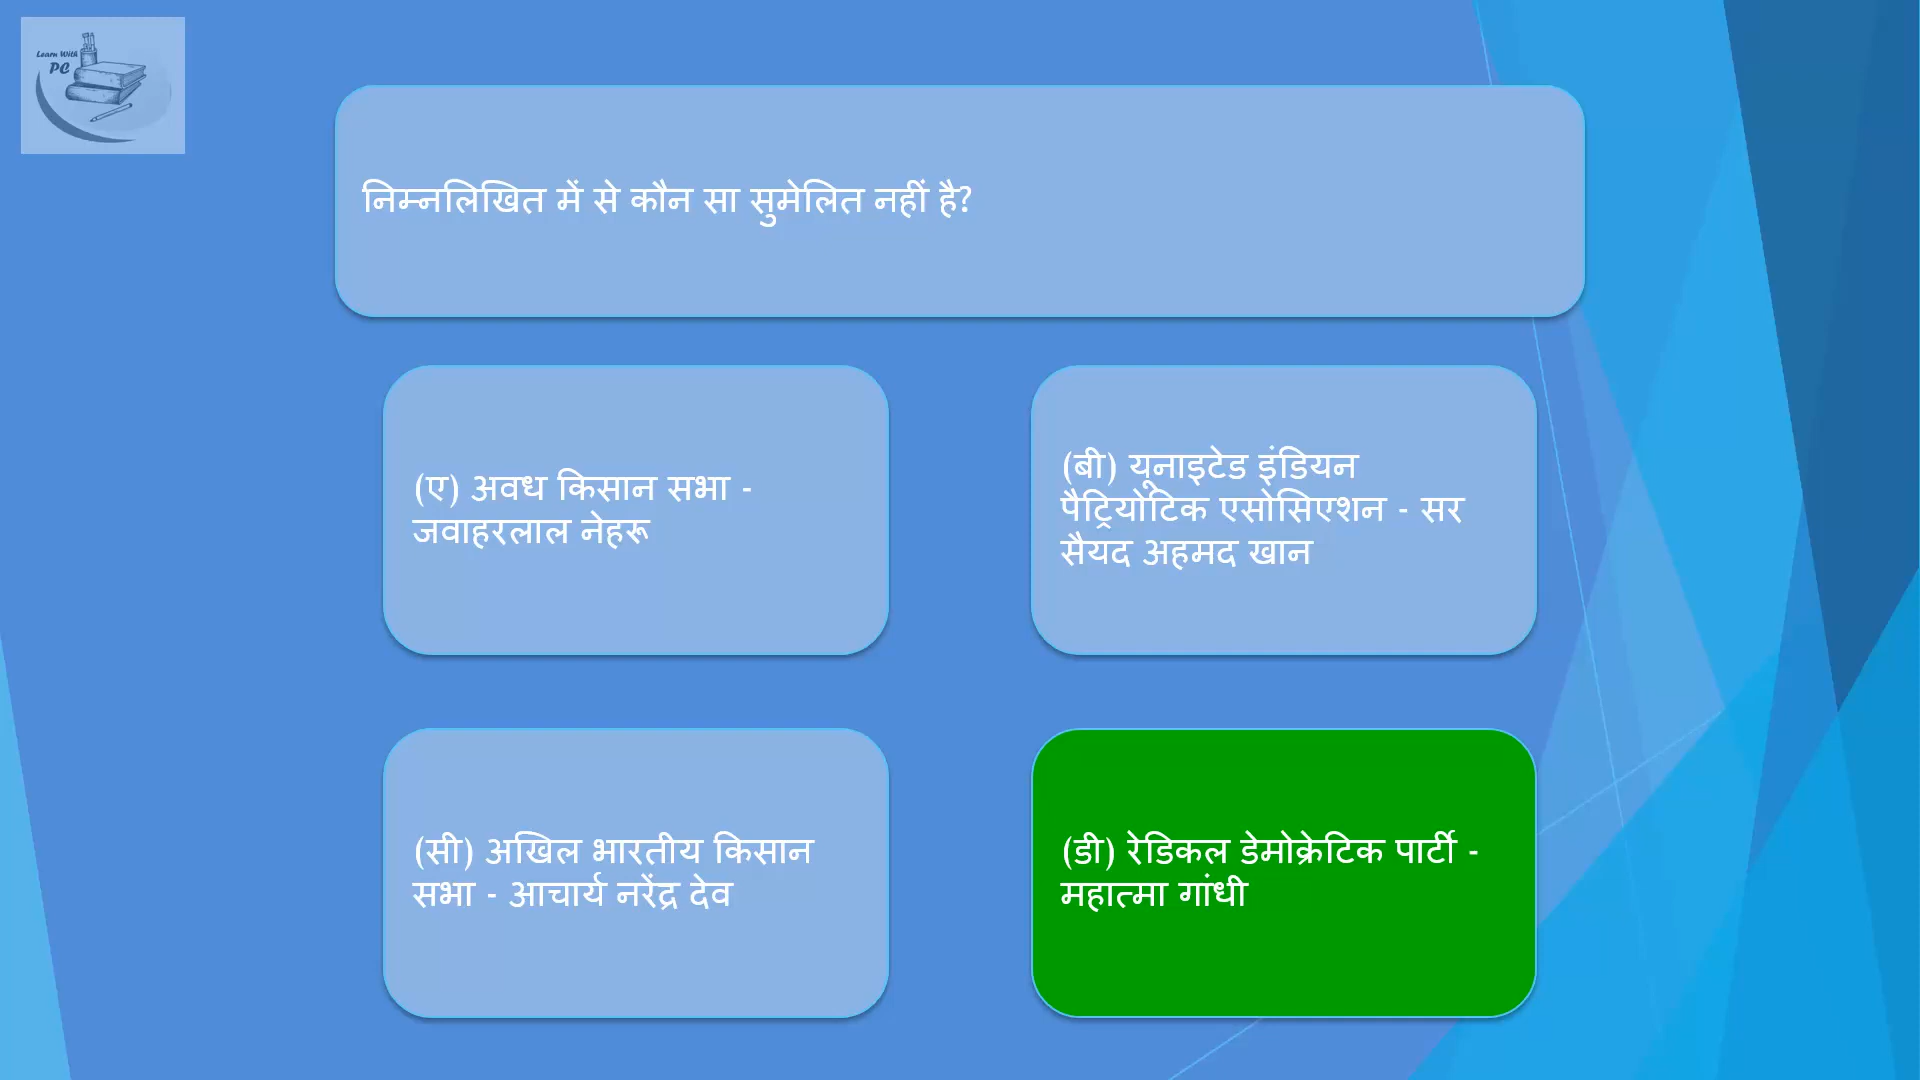 Learn With
PC
निम्नलिखित में से कौन सा सुमेलित नहीं है?
(ए) अवध किसान सभा -
जवाहरलाल नेहरू
(बी) यूनाइटेड इंडियन
पैट्रियोटिक एसोसिएशन - सर
सैयद अहमद खान
(सी) अखिल भारतीय किसान
सभा - आचार्य नरेंद्र देव
(डी) रेडिकल डेमोक्रेटिक पार्टी -
महात्मा गांधी